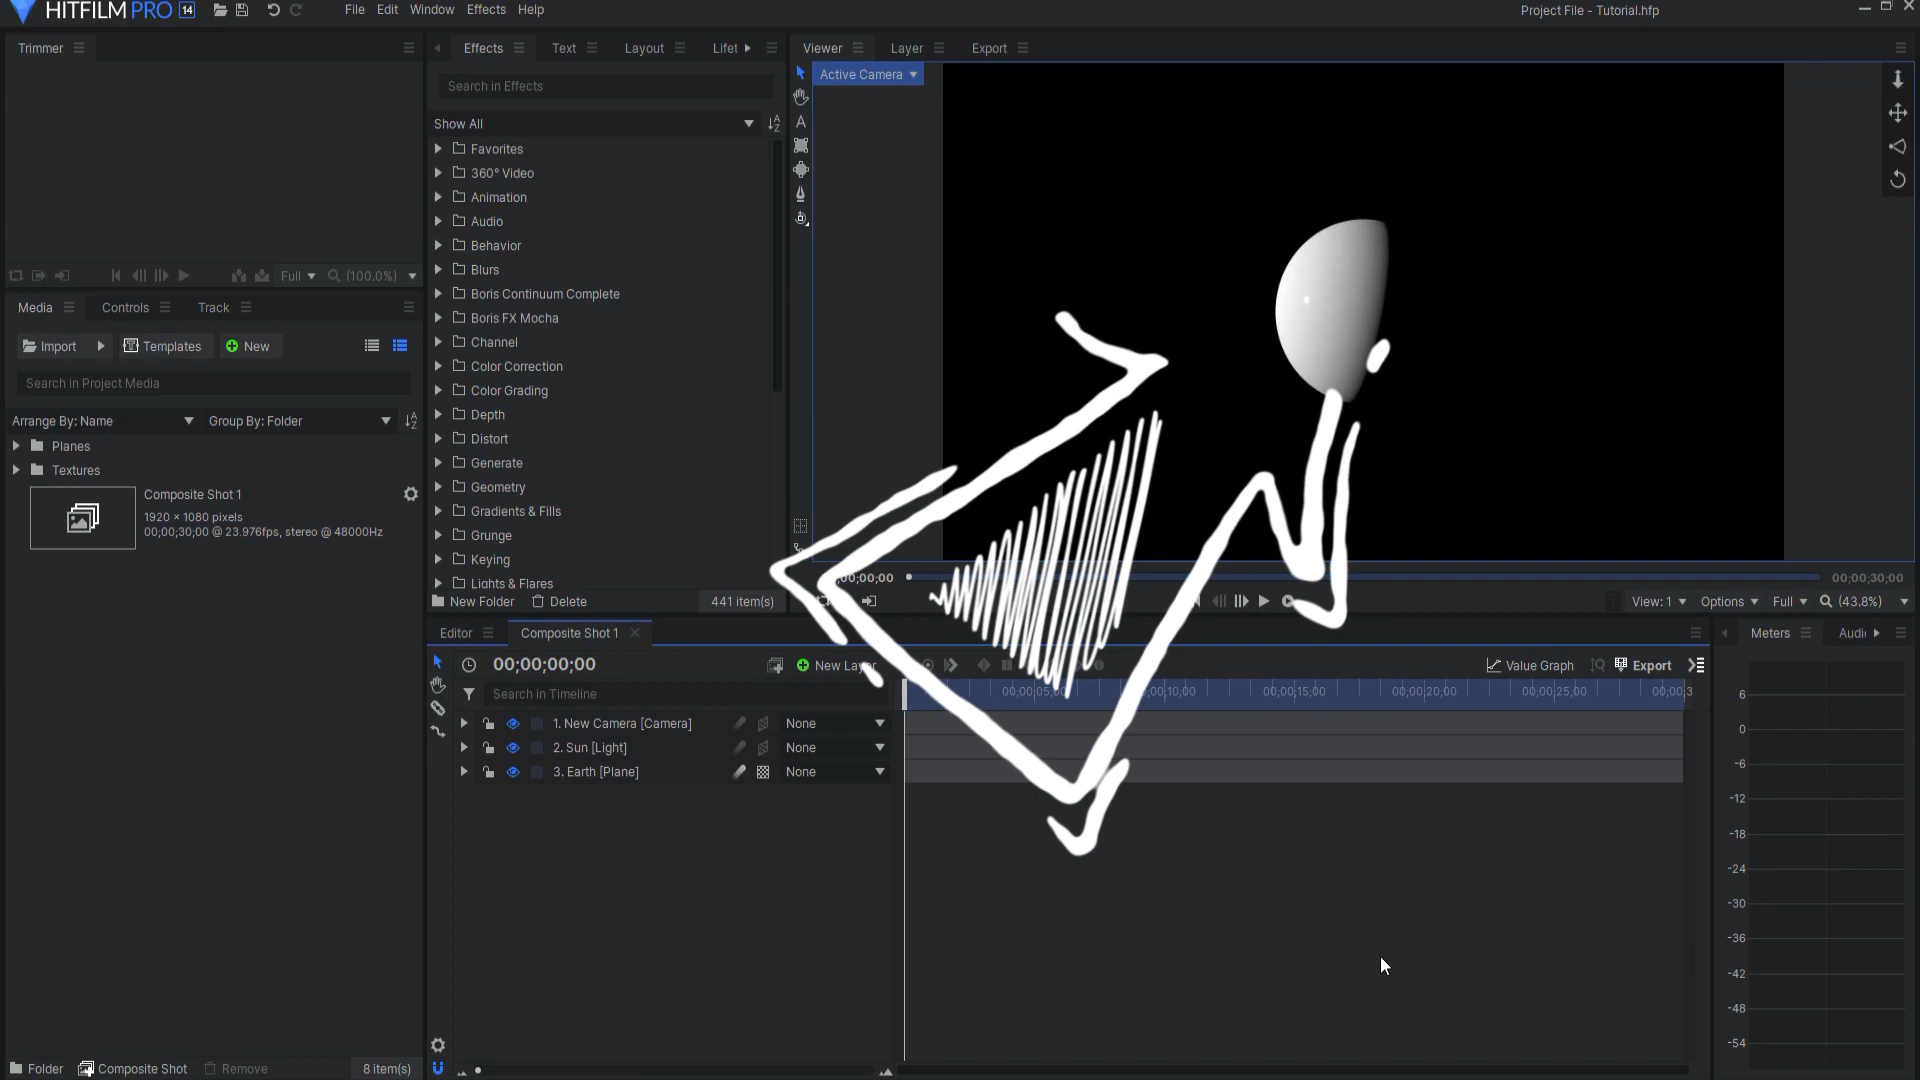 HITFILM PRO 14
File Edit Window Effects Help
Project File - Tutorial.hfp
Trimmer
Full (100.0%)
Media Controls Track
Import Templates New
Search in Project Media
Arrange By: Name Group By: Folder
Planes
Textures
Composite Shot 1
1920 × 1080 pixels
00;00;30;00 @ 23.976fps, stereo @ 48000Hz
Folder Composite Shot Remove 8 item(s)
Effects Text Layout
Search in Effects
Show All
Favorites
360° Video
Animation
Audio
Behavior
Blurs
Boris Continuum Complete
Boris FX Mocha
Channel
Color Correction
Color Grading
Depth
Distort
Generate
Geometry
Gradients & Fills
Grunge
Keying
Lights & Flares
New Folder Delete 441 item(s)
Viewer Layer Export
Active Camera
00;00;30;00
View: 1 Options Full (43.8%)
Editor Composite Shot 1
00;00;00;00 New Layer Value Graph Export
Search in Timeline
00;00;15;00 00;00;20;00 00;00;25;00
1. New Camera [Camera] None
2. Sun [Light] None
3. Earth [Plane] None
Meters
6
0
-6
-12
-18
-24
-30
-36
-42
-48
-54